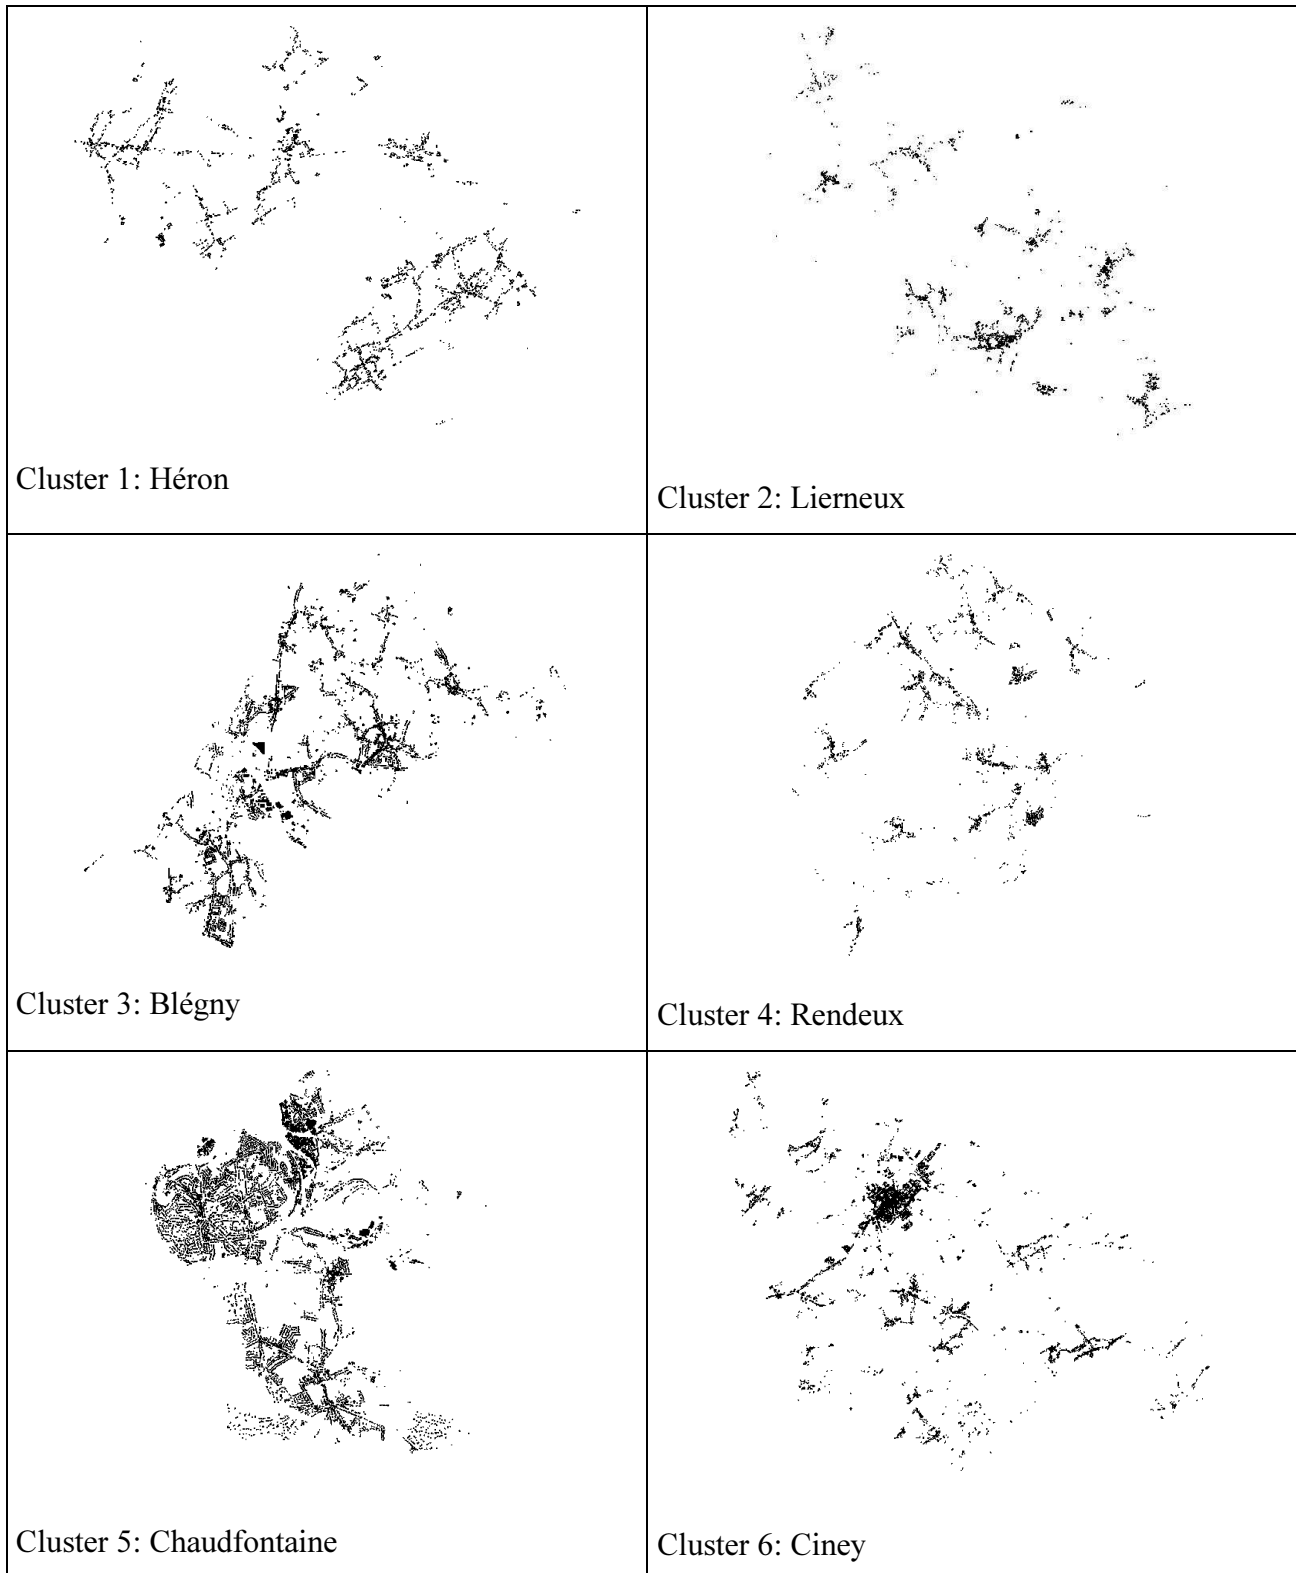 Cluster 1: Héron
Cluster 2: Lierneux
Cluster 3: Blégny
Cluster 4: Rendeux
Cluster 5: Chaudfontaine
Cluster 6: Ciney